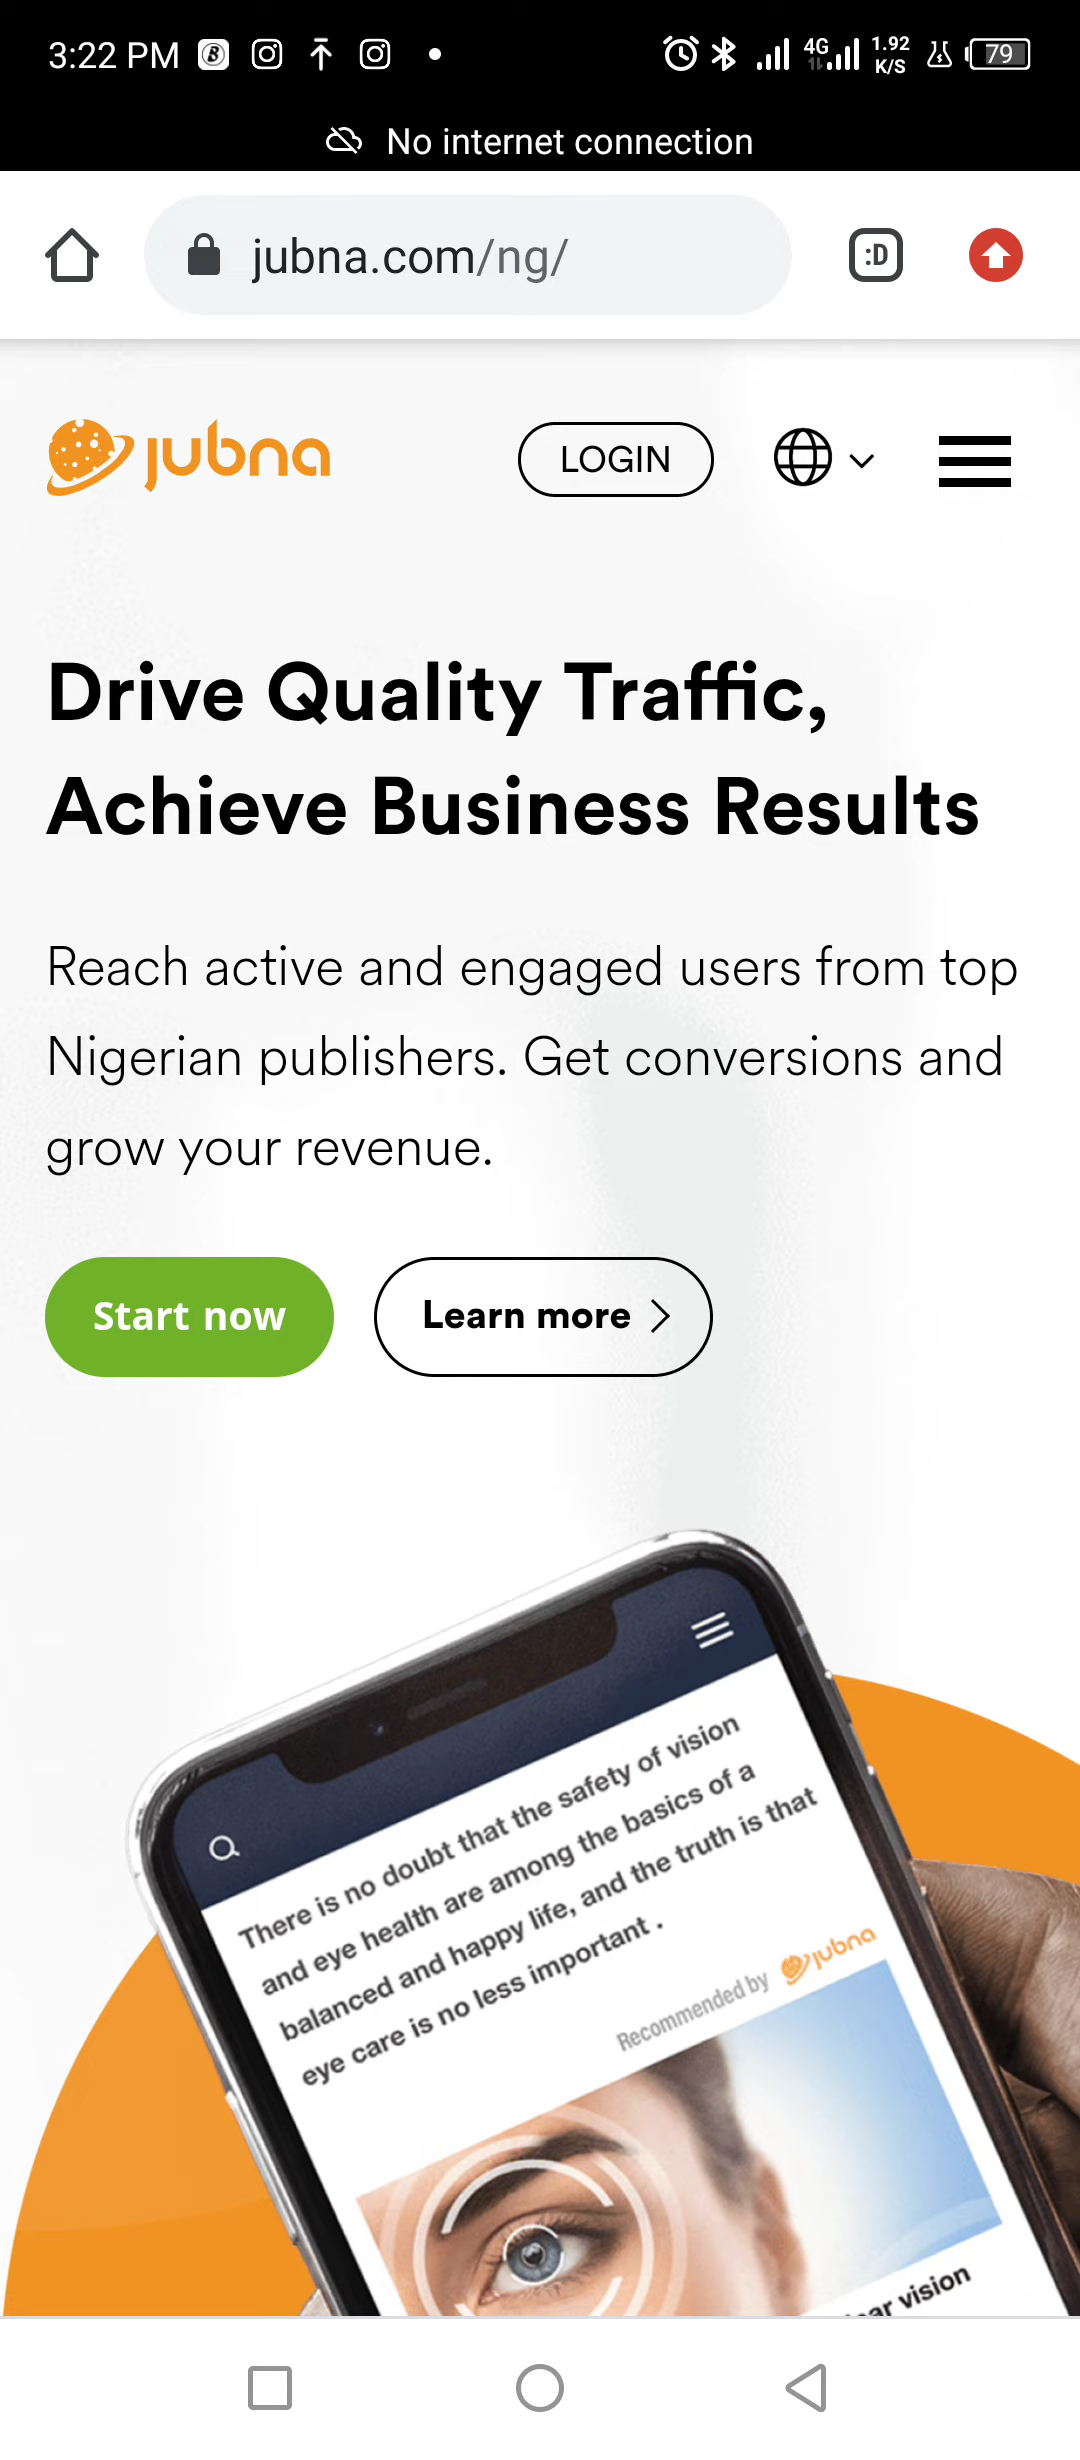 3:22 PM 4G 1.92 K/S 79
No internet connection
jubna.com/ng/ :D
jubna LOGIN
Drive Quality Traffic,
Achieve Business Results
Reach active and engaged users from top
Nigerian publishers. Get conversions and
grow your revenue.
Start now Learn more
There is no doubt that the safety of vision
and eye health are among the basics of a
balanced and happy life, and the truth is that
eye care is no less important .
Recommended by jubna
vision